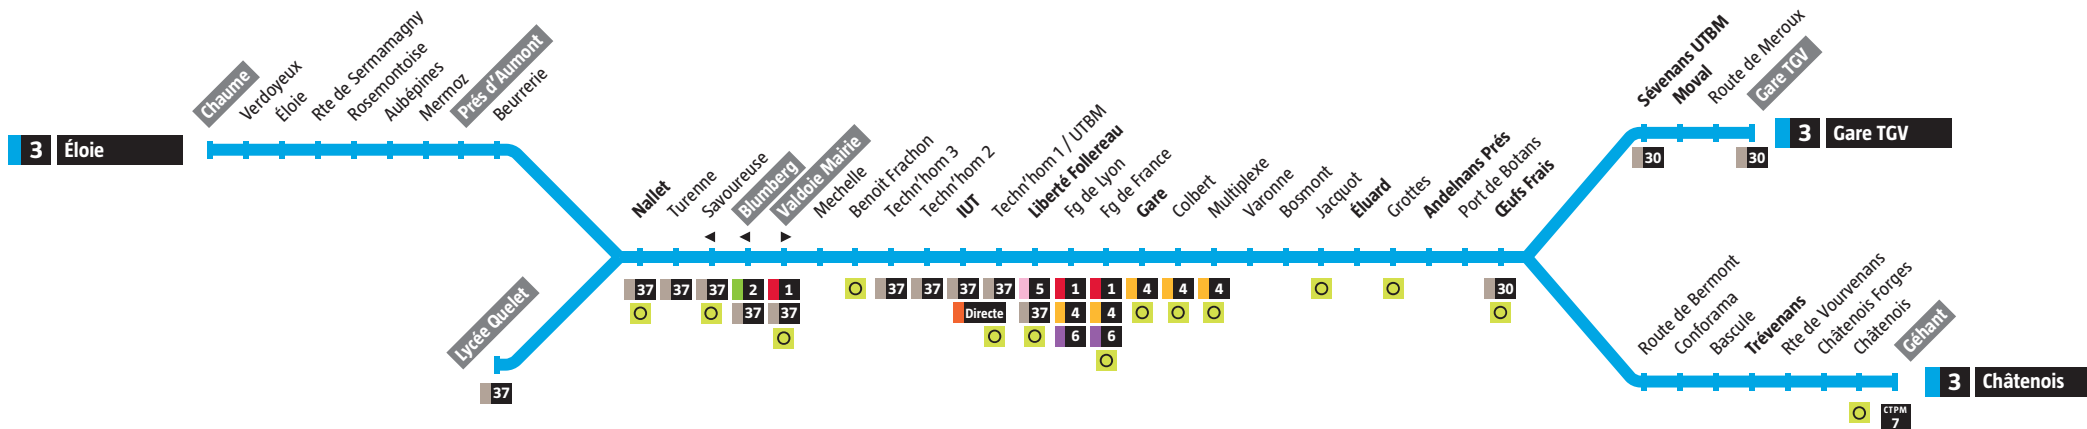 3 Éloie
Chaume
Verdoyeux
Éloie
Rte de Sermamagny
Rosemontoise
Aubépines
Mermoz
Prés d'Aumont
Beurrerie
Lycée Quelet
37
Nallet
Turenne
Savoureuse
Blumberg
Valdoie Mairie
Mechelle
Benoit Frachon
Techn'hom 3
Techn'hom 2
IUT
Techn'hom 1 / UTBM
Liberté Follereau
Fg de Lyon
Fg de France
Gare
Colbert
Multiplexe
Varonne
Bosmont
Jacquot
Éluard
Grottes
Andelnans Prés
Port de Botans
Œufs Frais
37 37 37 2 1 37 37 37 37 5 1 1 4 4 4 30
37 37 Directe 37 4 4
6 6
Sévenans UTBM
Moval
Route de Meroux
Gare TGV
3 Gare TGV
30 30
Route de Bermont
Conforama
Bascule
Trévenans
Rte de Vourvenans
Châtenois Forges
Châtenois
Géhant
3 Châtenois
CTPM
7